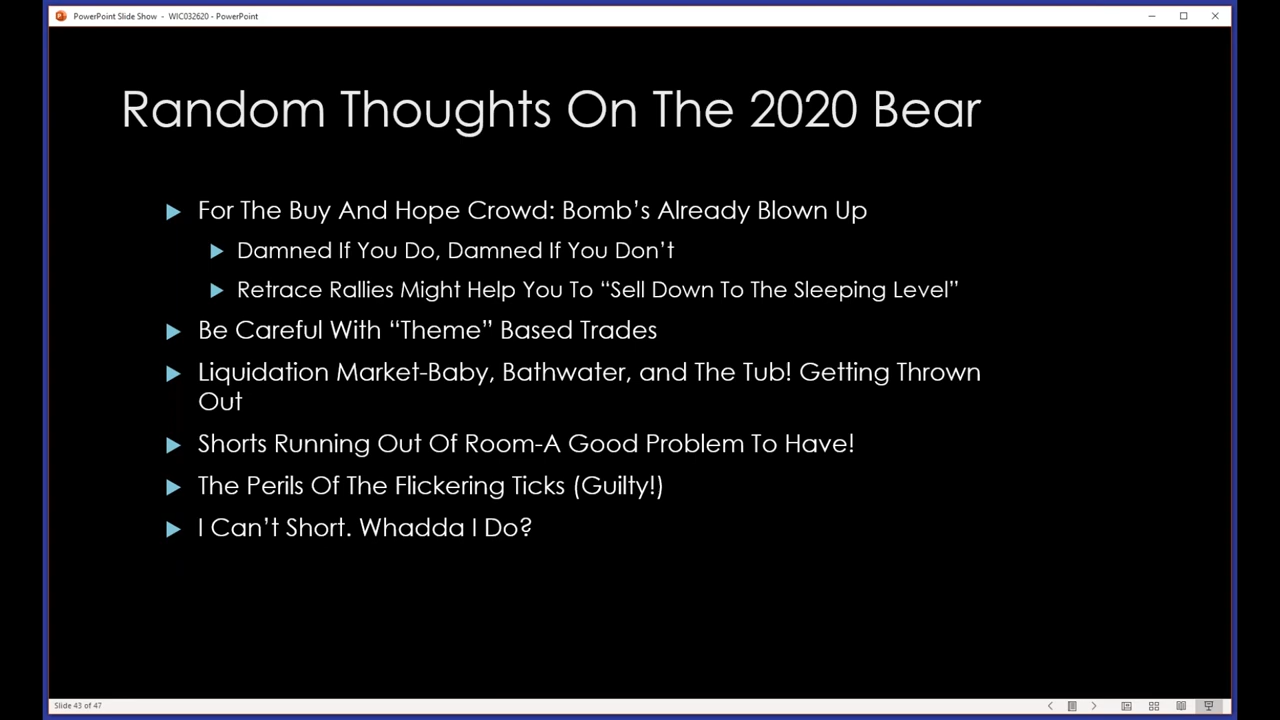 PowerPoint Slide Show - WIC032620 - PowerPoint
Random Thoughts On The 2020 Bear
For The Buy And Hope Crowd: Bomb’s Already Blown Up
Damned If You Do, Damned If You Don’t
Retrace Rallies Might Help You To “Sell Down To The Sleeping Level”
Be Careful With “Theme” Based Trades
Liquidation Market-Baby, Bathwater, and The Tub! Getting Thrown
Out
Shorts Running Out Of Room-A Good Problem To Have!
The Perils Of The Flickering Ticks (Guilty!)
I Can’t Short. Whadda I Do?
Slide 43 of 47